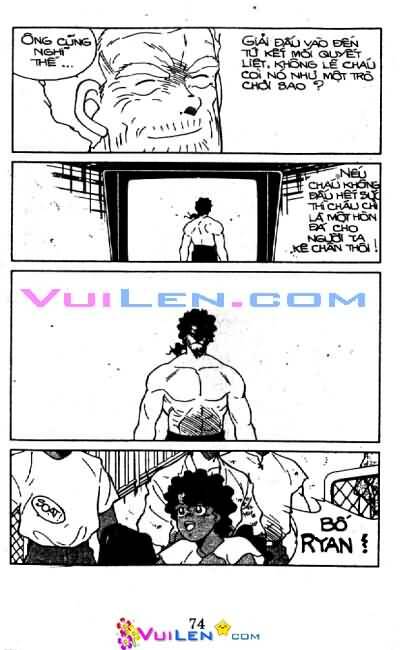 ÔNG CŨNG
NGHĨ
THẾ...
GIẢI ĐẤU VÀO ĐẾN
TỨ KẾT MỚI QUYẾT
LIỆT, KHÔNG LẼ CHÁU
COI NÓ NHƯ MỘT TRÒ
CHƠI SAO?
NẾU
CHÁU KHÔNG
ĐẤU HẾT SỨC
THÌ CHÁU CHỈ
LÀ MỘT HÒN
ĐÁ CHO
NGƯỜI TA
KÊ CHÂN THÔI!
VUILEN.COM
BOAT!
BỐ
RYAN!
74
VUILEN COM